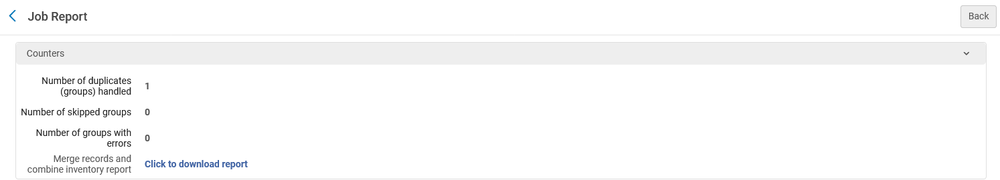 Job Report
Back
Counters
Number of duplicates
(groups) handled
1
Number of skipped groups
0
Number of groups with
errors
0
Merge records and
combine inventory report
Click to download report